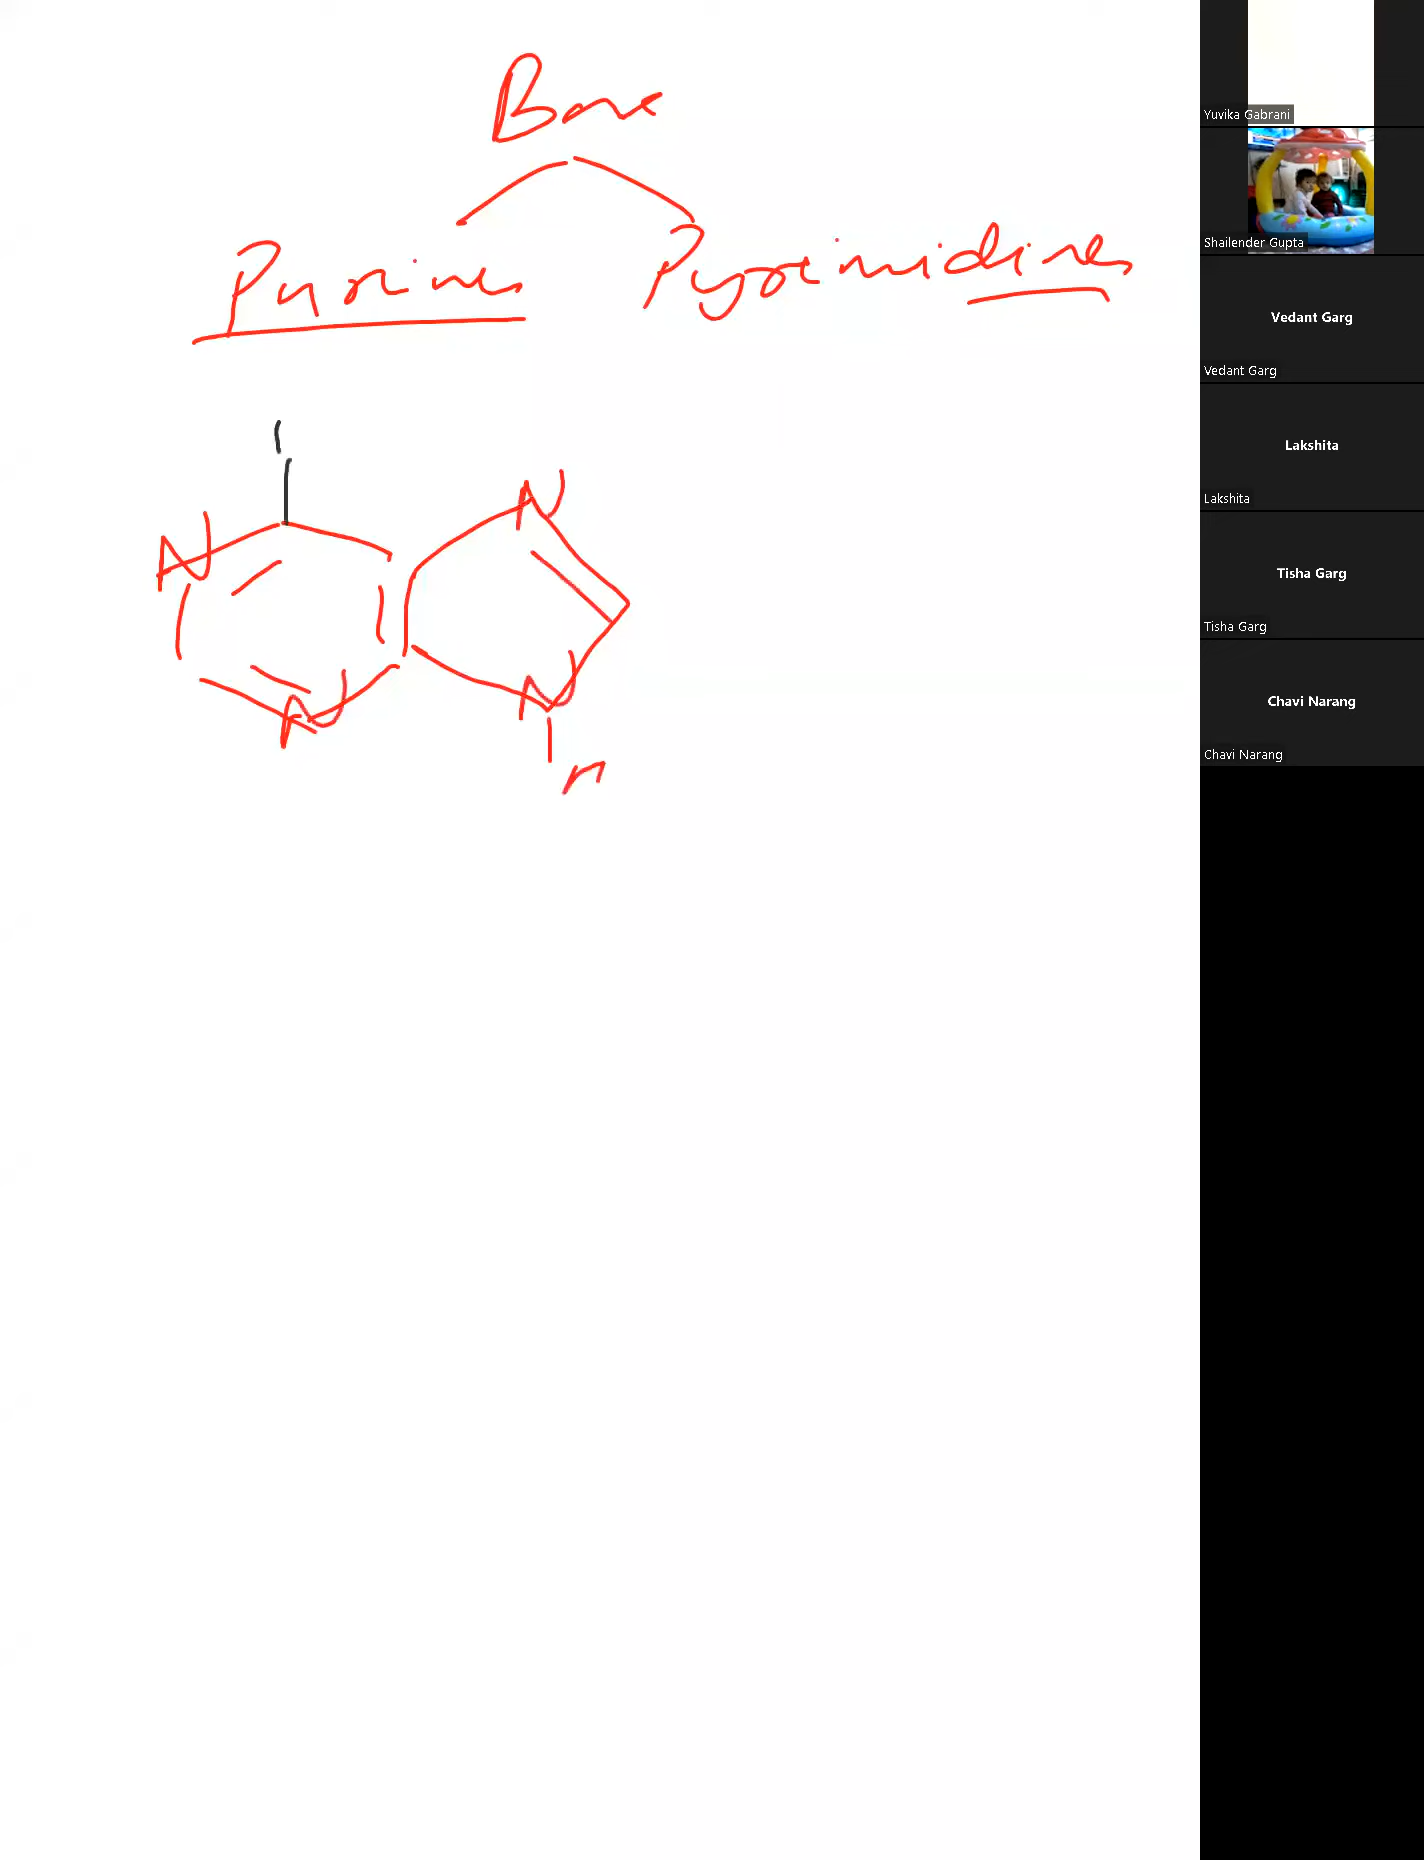 Base
Purines Pyrimidines
N
N
N
N
Yuvika Gabrani
Shailender Gupta
Vedant Garg
Vedant Garg
Lakshita
Lakshita
Tisha Garg
Tisha Garg
Chavi Narang
Chavi Narang